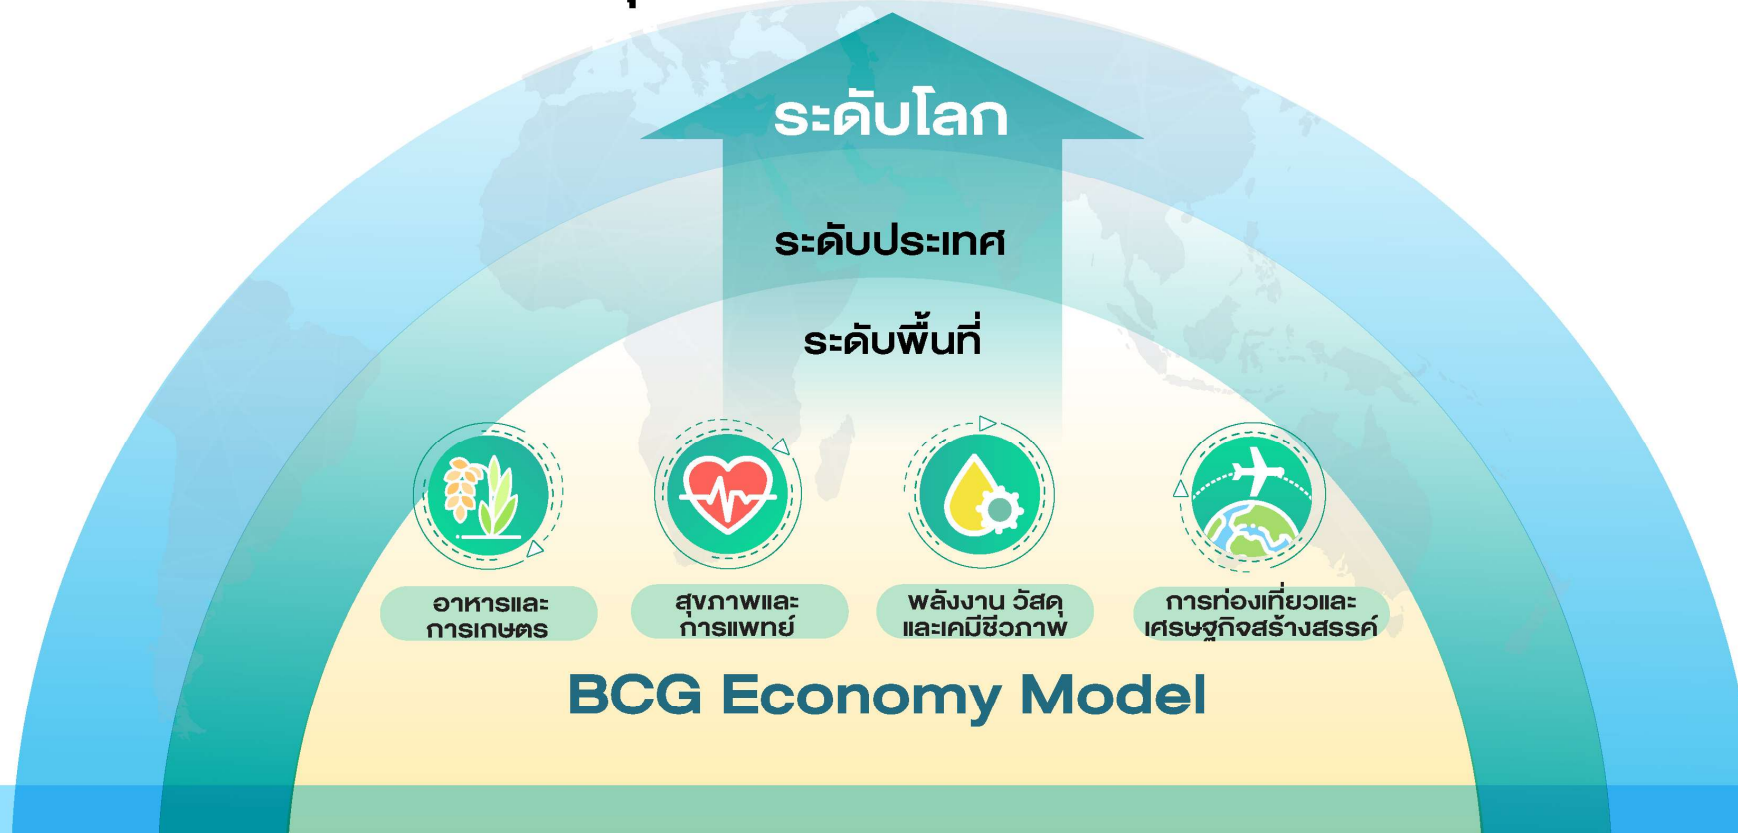 ระดับโลก
ระดับประเทศ
ระดับพื้นที่
อาหารและ
การเกษตร
สุขภาพและ
การแพทย์
พลังงาน วัสดุ
และเคมีชีวภาพ
การท่องเที่ยวและ
เศรษฐกิจสร้างสรรค์
BCG Economy Model